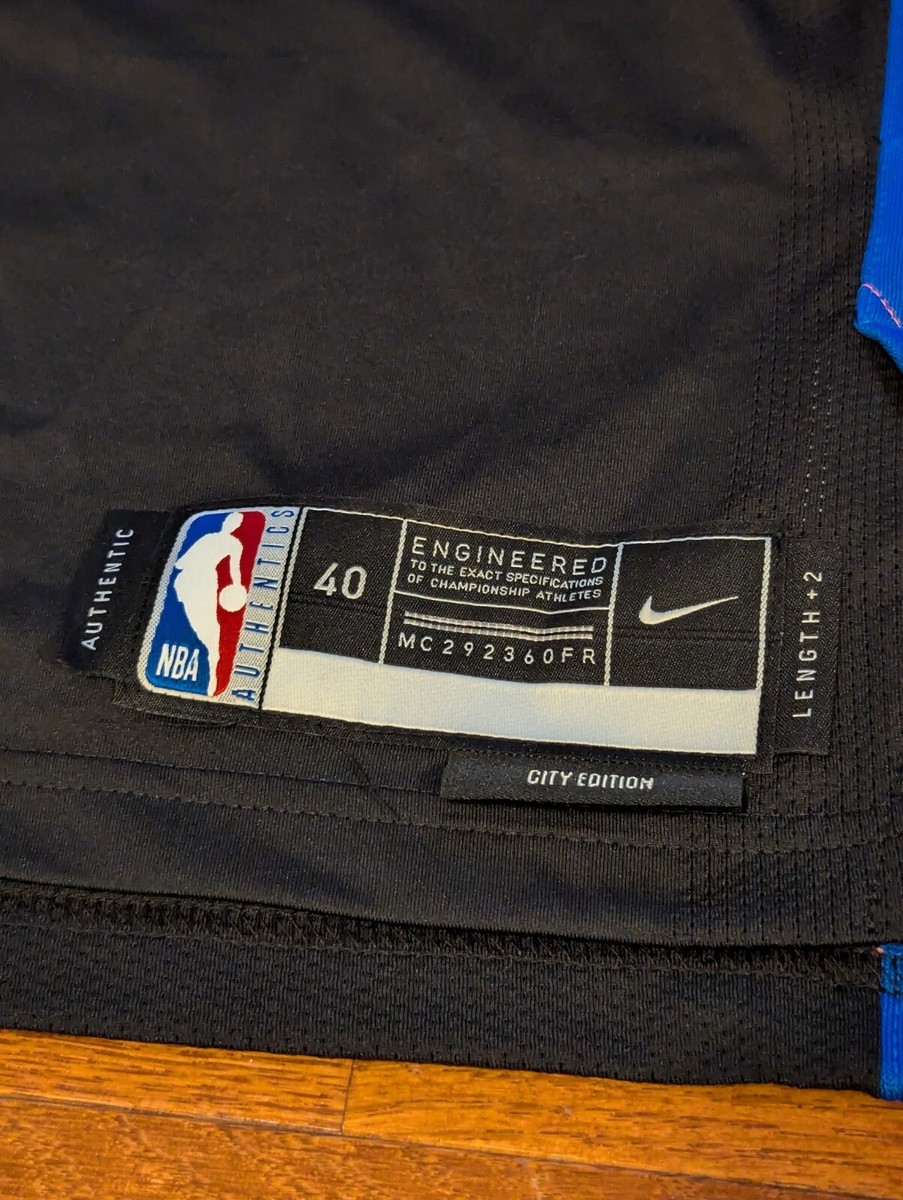 AUTHENTIC
NBA
AUTHENTICS
40
ENGINEERED
TO THE EXACT SPECIFICATIONS
OF CHAMPIONSHIP ATHLETES
MC292360FR
LENGTH+2
CITY EDITION